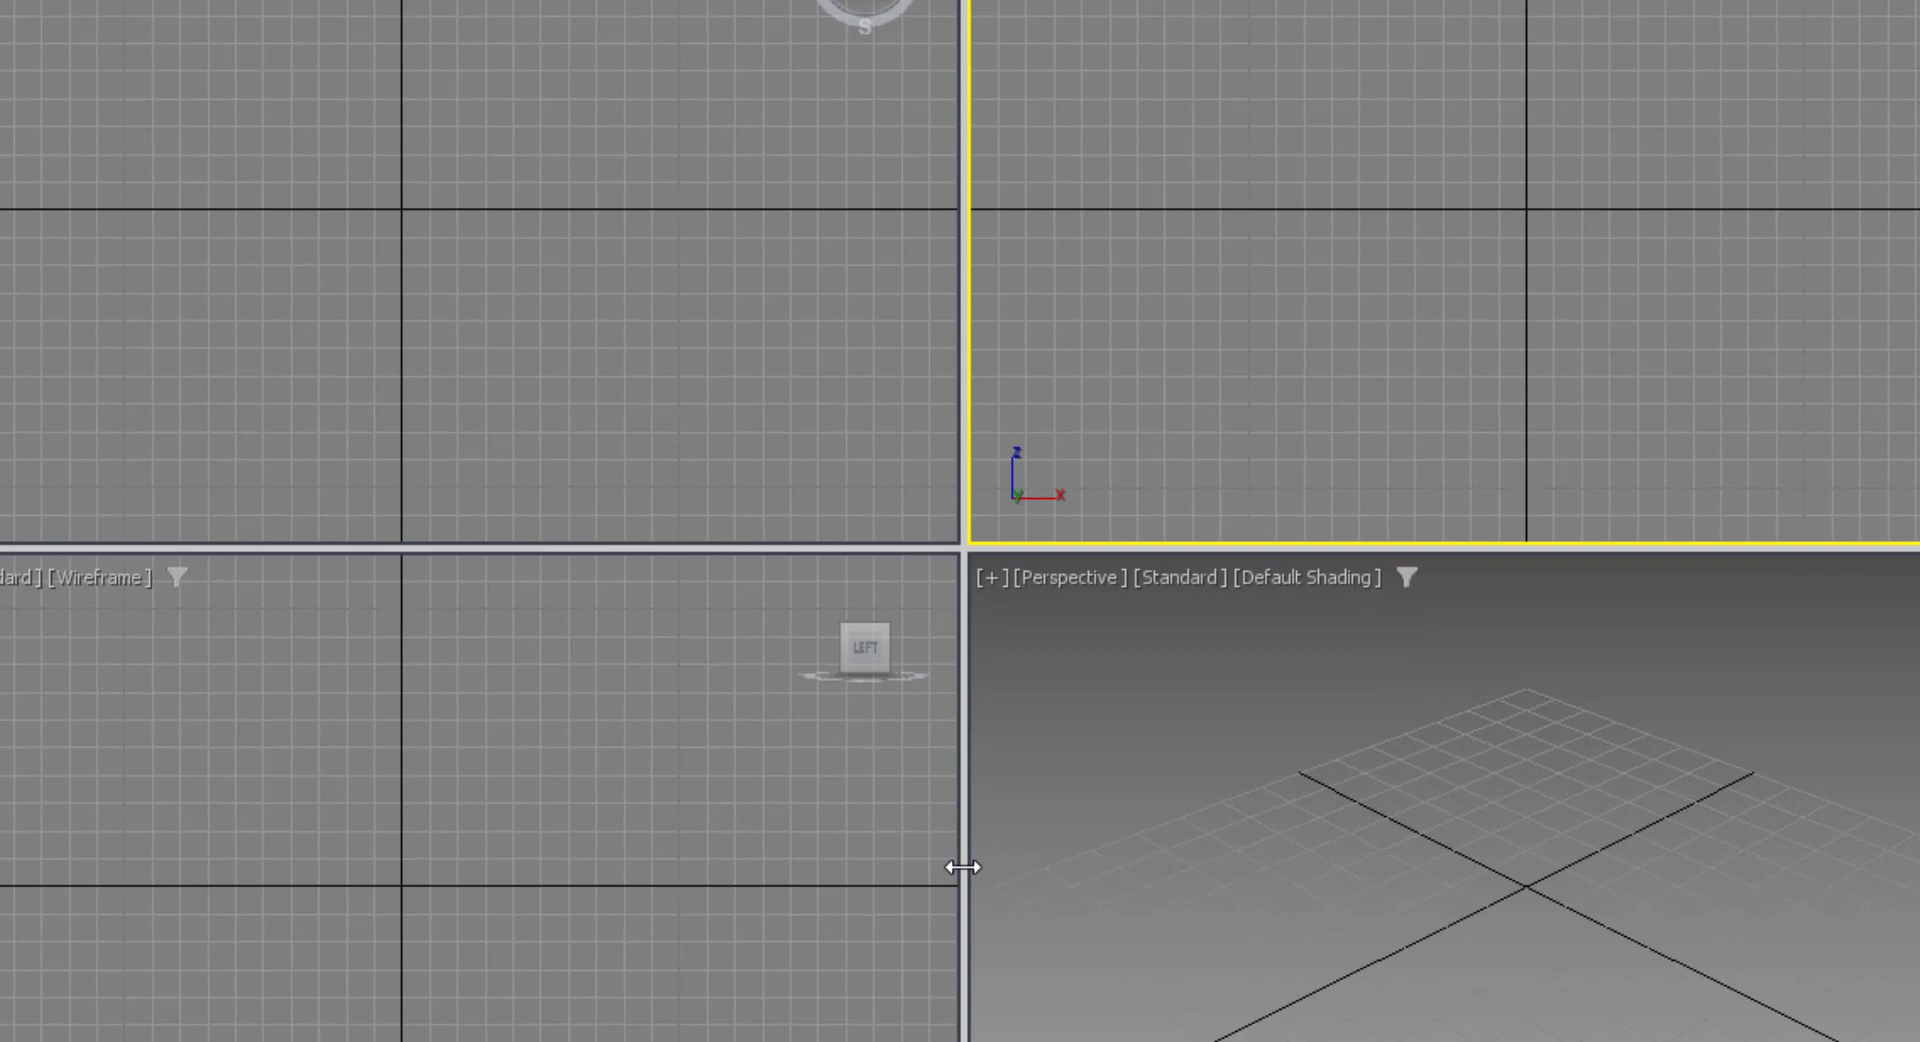 S
z
y x
dard ] [Wireframe ]
[+] [Perspective ] [Standard ] [Default Shading ]
LEFT